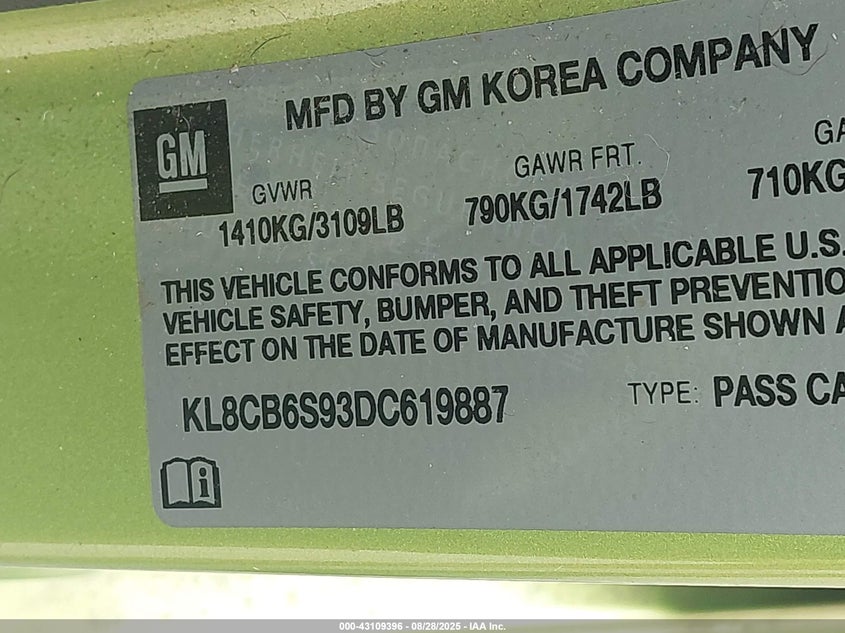 MFD BY GM KOREA COMPANY
GM
GVWR
GAWR FRT.
GA
1410KG/3109LB
790KG/1742LB
710KG
THIS VEHICLE CONFORMS TO ALL APPLICABLE U.S.
VEHICLE SAFETY, BUMPER, AND THEFT PREVENTIO
EFFECT ON THE DATE OF MANUFACTURE SHOWN A
KL8CB6S93DC619887
TYPE: PASS CA
000-43109396 - 08/28/2025 - IAA Inc.